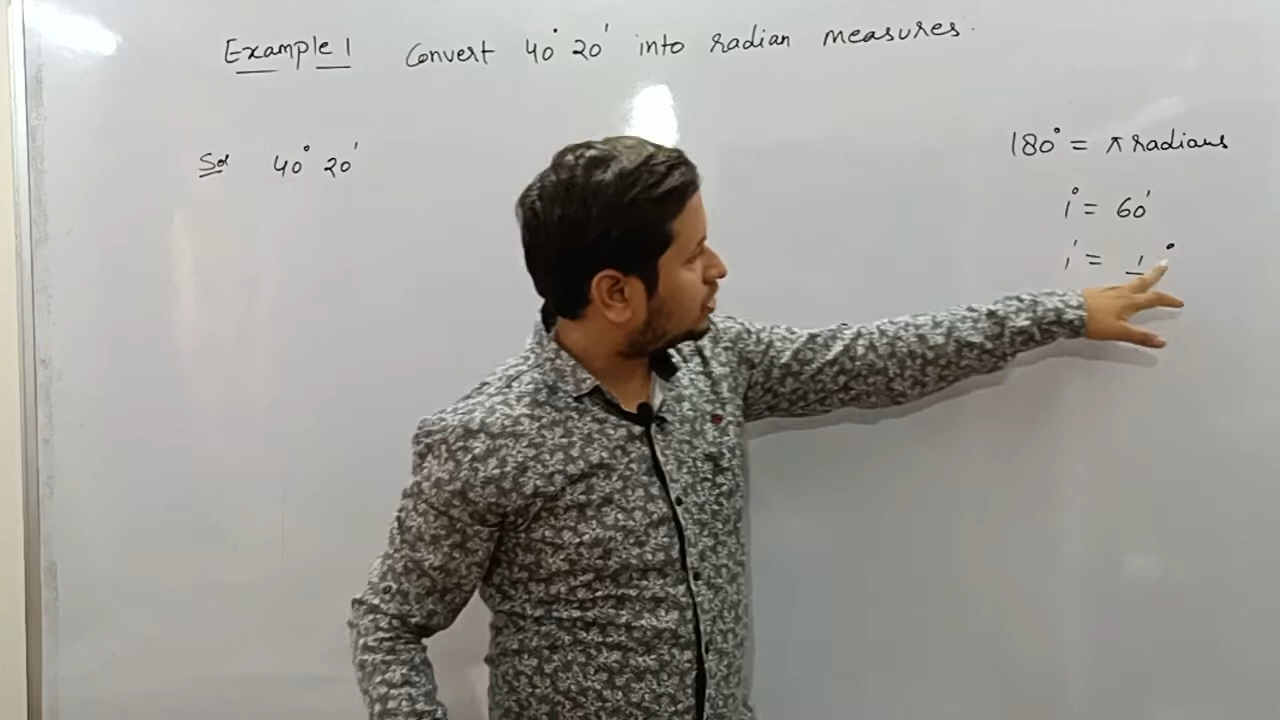 Example 1 Convert 40° 20' into radian measures.
Sol 40° 20'
180° = π radians
1° = 60'
1' = 1 °